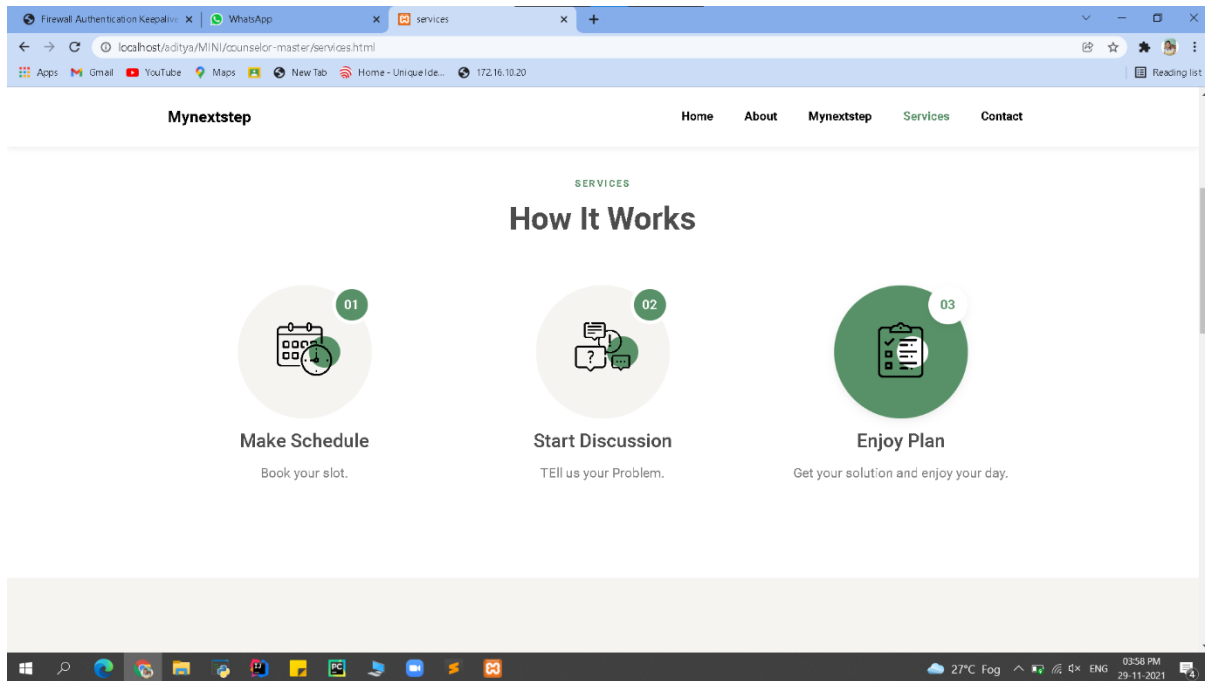 Firewall Authentication Keepalive WhatsApp services
localhost/aditya/MINI/counselor-master/services.html
Apps Gmail YouTube Maps New Tab Home - Unique Ide... 172.16.10.20 Reading list
Mynextstep Home About Mynextstep Services Contact
SERVICES
How It Works
01 02 03
?
Make Schedule Start Discussion Enjoy Plan
Book your slot. TEll us your Problem. Get your solution and enjoy your day.
PC 27°C Fog ENG 03:58 PM
29-11-2021 4